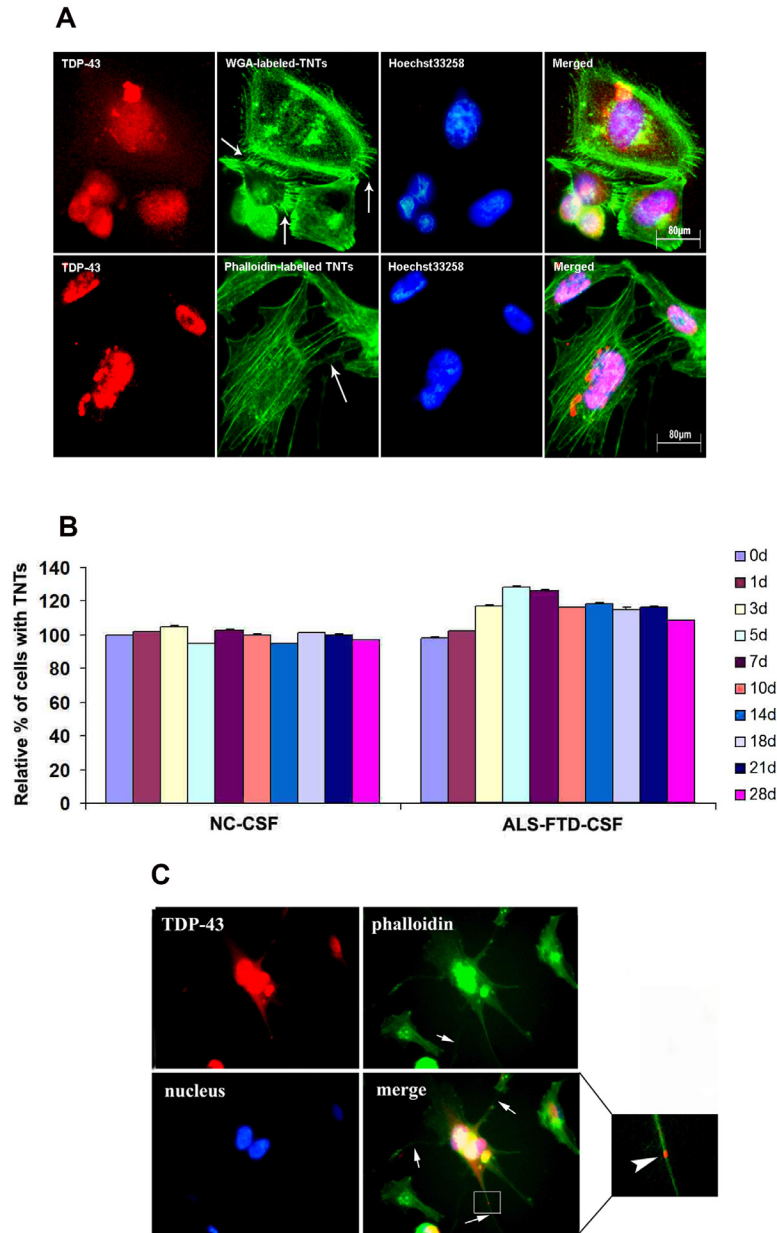 A
TDP-43
WGA-labeled-TNTs
Hoechst33258
Merged
80μm
TDP-43
Phalloidin-labelled TNTs
Hoechst33258
Merged
80μm
B
Relative % of cells with TNTs
140
120
100
80
60
40
20
0
NC-CSF
ALS-FTD-CSF
0d
1d
3d
5d
7d
10d
14d
18d
21d
28d
C
TDP-43
phalloidin
nucleus
merge